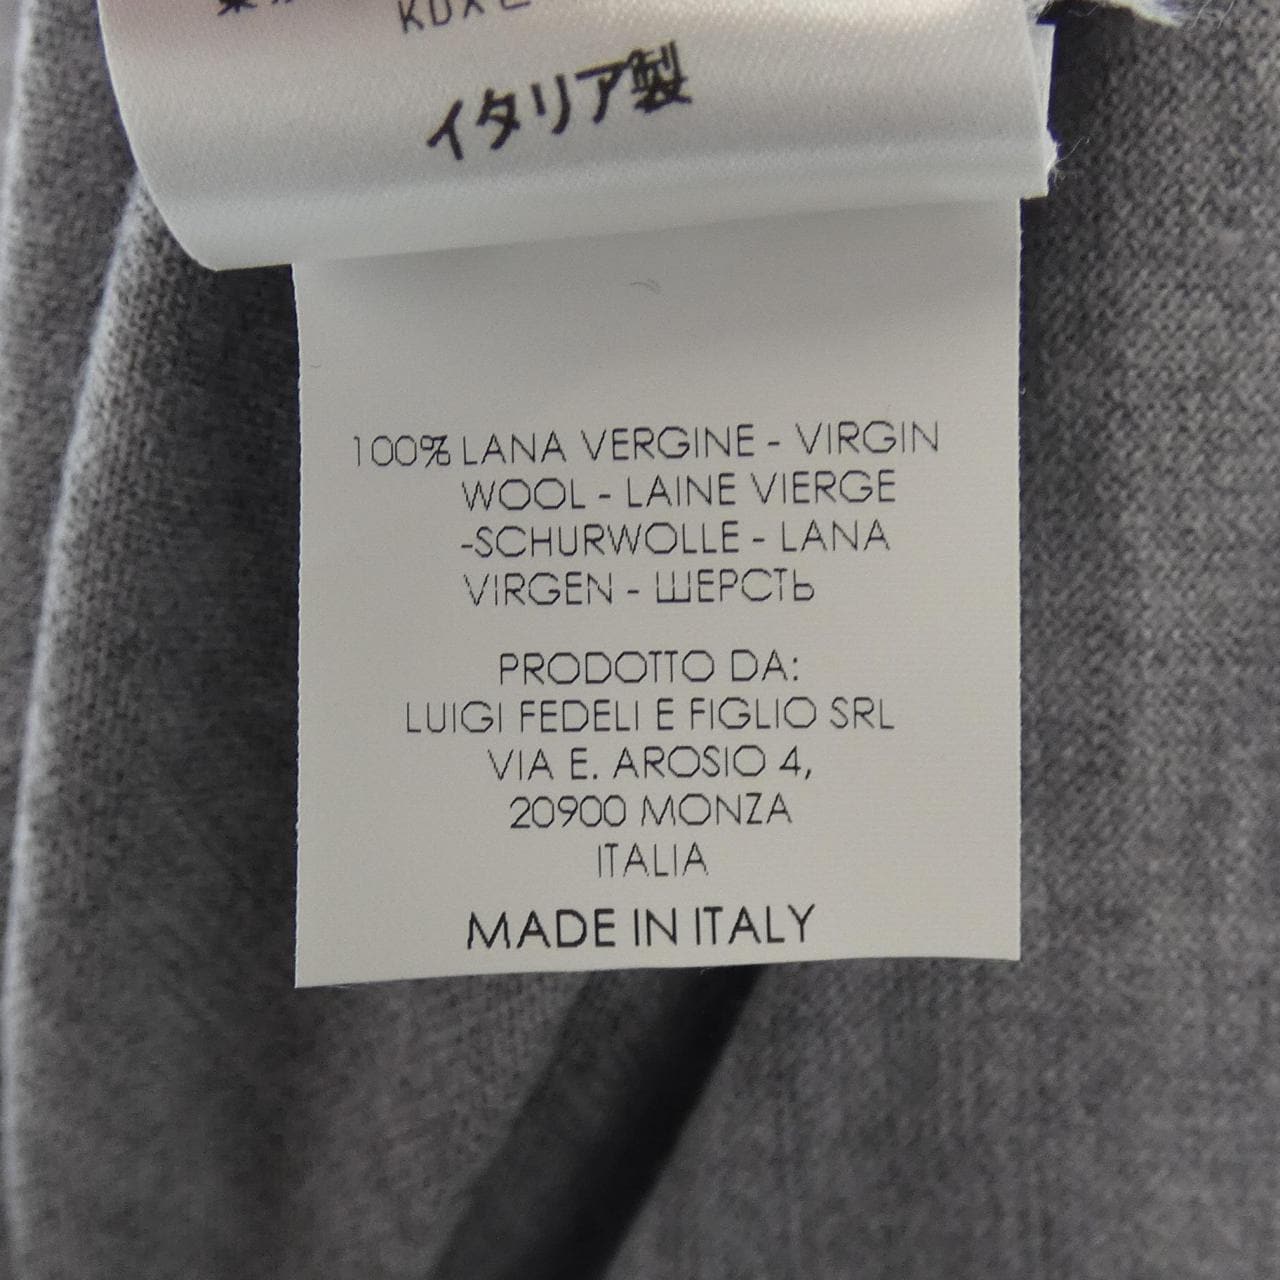 イタリア製
100% LANA VERGINE - VIRGIN
WOOL - LAINE VIERGE
-SCHURWOLLE - LANA
VIRGEN - ШЕРСТЬ
PRODOTTO DA:
LUIGI FEDELI E FIGLIO SRL
VIA E. AROSIO 4,
20900 MONZA
ITALIA
MADE IN ITALY